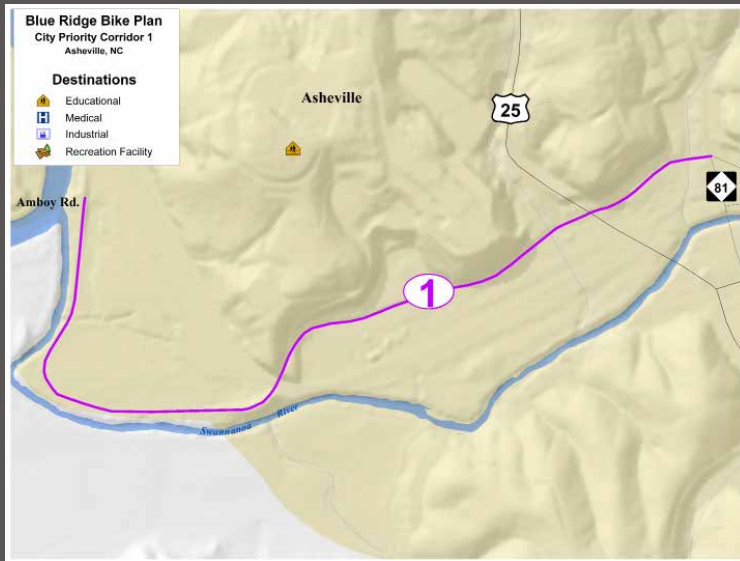 Blue Ridge Bike Plan
City Priority Corridor 1
Asheville, NC
Destinations
Educational
H Medical
Industrial
Recreation Facility
Asheville
25
Amboy Rd.
81
1
Swannanoa River